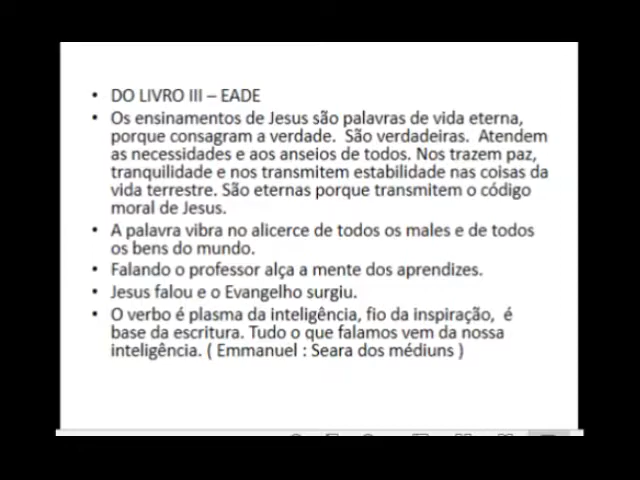 • DO LIVRO III – EADE
• Os ensinamentos de Jesus são palavras de vida eterna,
porque consagram a verdade. São verdadeiras. Atendem
as necessidades e aos anseios de todos. Nos trazem paz,
tranquilidade e nos transmitem estabilidade nas coisas da
vida terrestre. São eternas porque transmitem o código
moral de Jesus.
• A palavra vibra no alicerce de todos os males e de todos
os bens do mundo.
• Falando o professor alça a mente dos aprendizes.
• Jesus falou e o Evangelho surgiu.
• O verbo é plasma da inteligência, fio da inspiração, é
base da escritura. Tudo o que falamos vem da nossa
inteligência. ( Emmanuel : Seara dos médiuns )